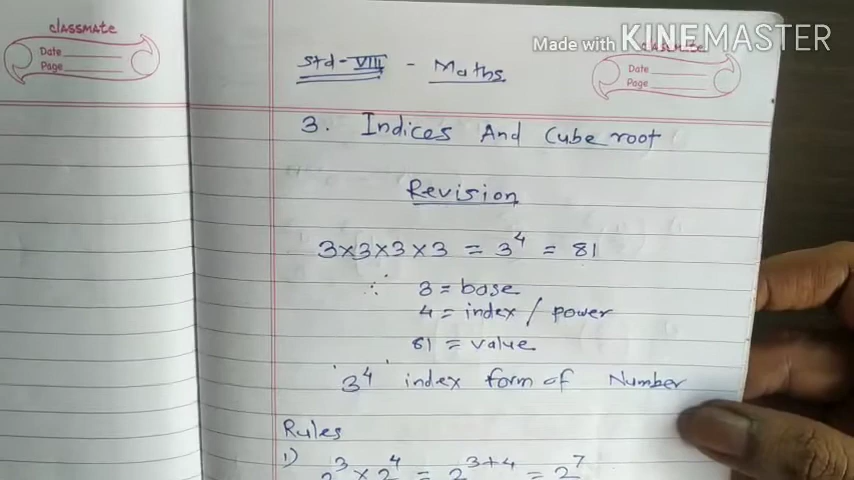 classmate
Date
Page
Made with KINEMASTER
classmate
Date
Page
Std-VIII - Maths
3. Indices And Cube root
Revision
3×3×3×3 = 3⁴ = 81
∴ 3 = base
4 = index / power
81 = value
'3⁴' index form of Number
Rules
1) 2³ × 2⁴ = 2³⁺⁴ = 2⁷